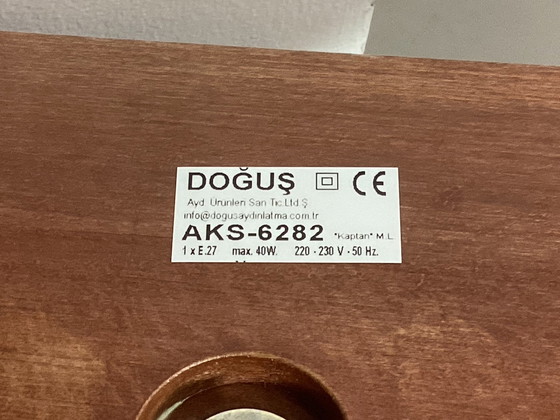 DOĞUŞ CE
Ayd. Ürünleri San Tic.Ltd.Ş.
info@dogusaydinlatma.com.tr
AKS-6282 "Kaptan" M.L
1 x E.27 max. 40W. 220 - 230 V - 50 Hz.